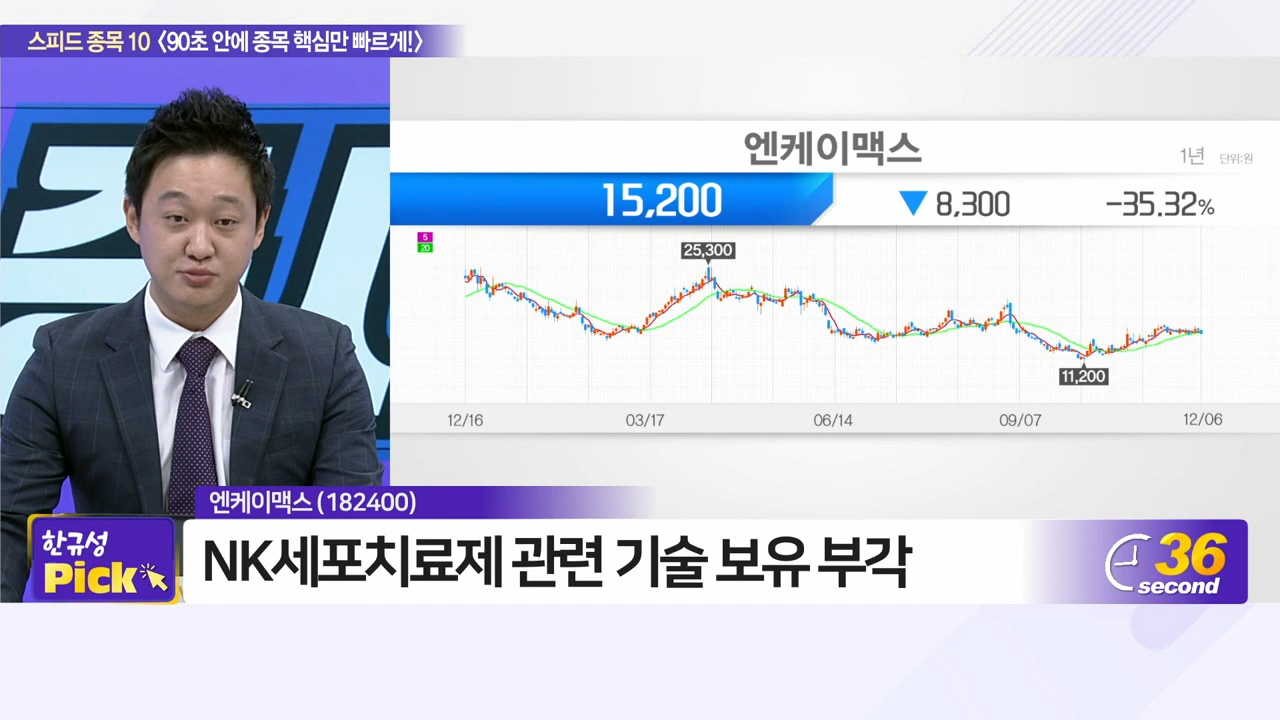 스피드 종목 10 〈90초 안에 종목 핵심만 빠르게!〉
엔케이맥스
1년 단위:원
15,200 ▼ 8,300 -35.32%
5
20
25,300
11,200
12/16 03/17 06/14 09/07 12/06
엔케이맥스 (182400)
한규성
Pick
NK세포치료제 관련 기술 보유 부각
36
second